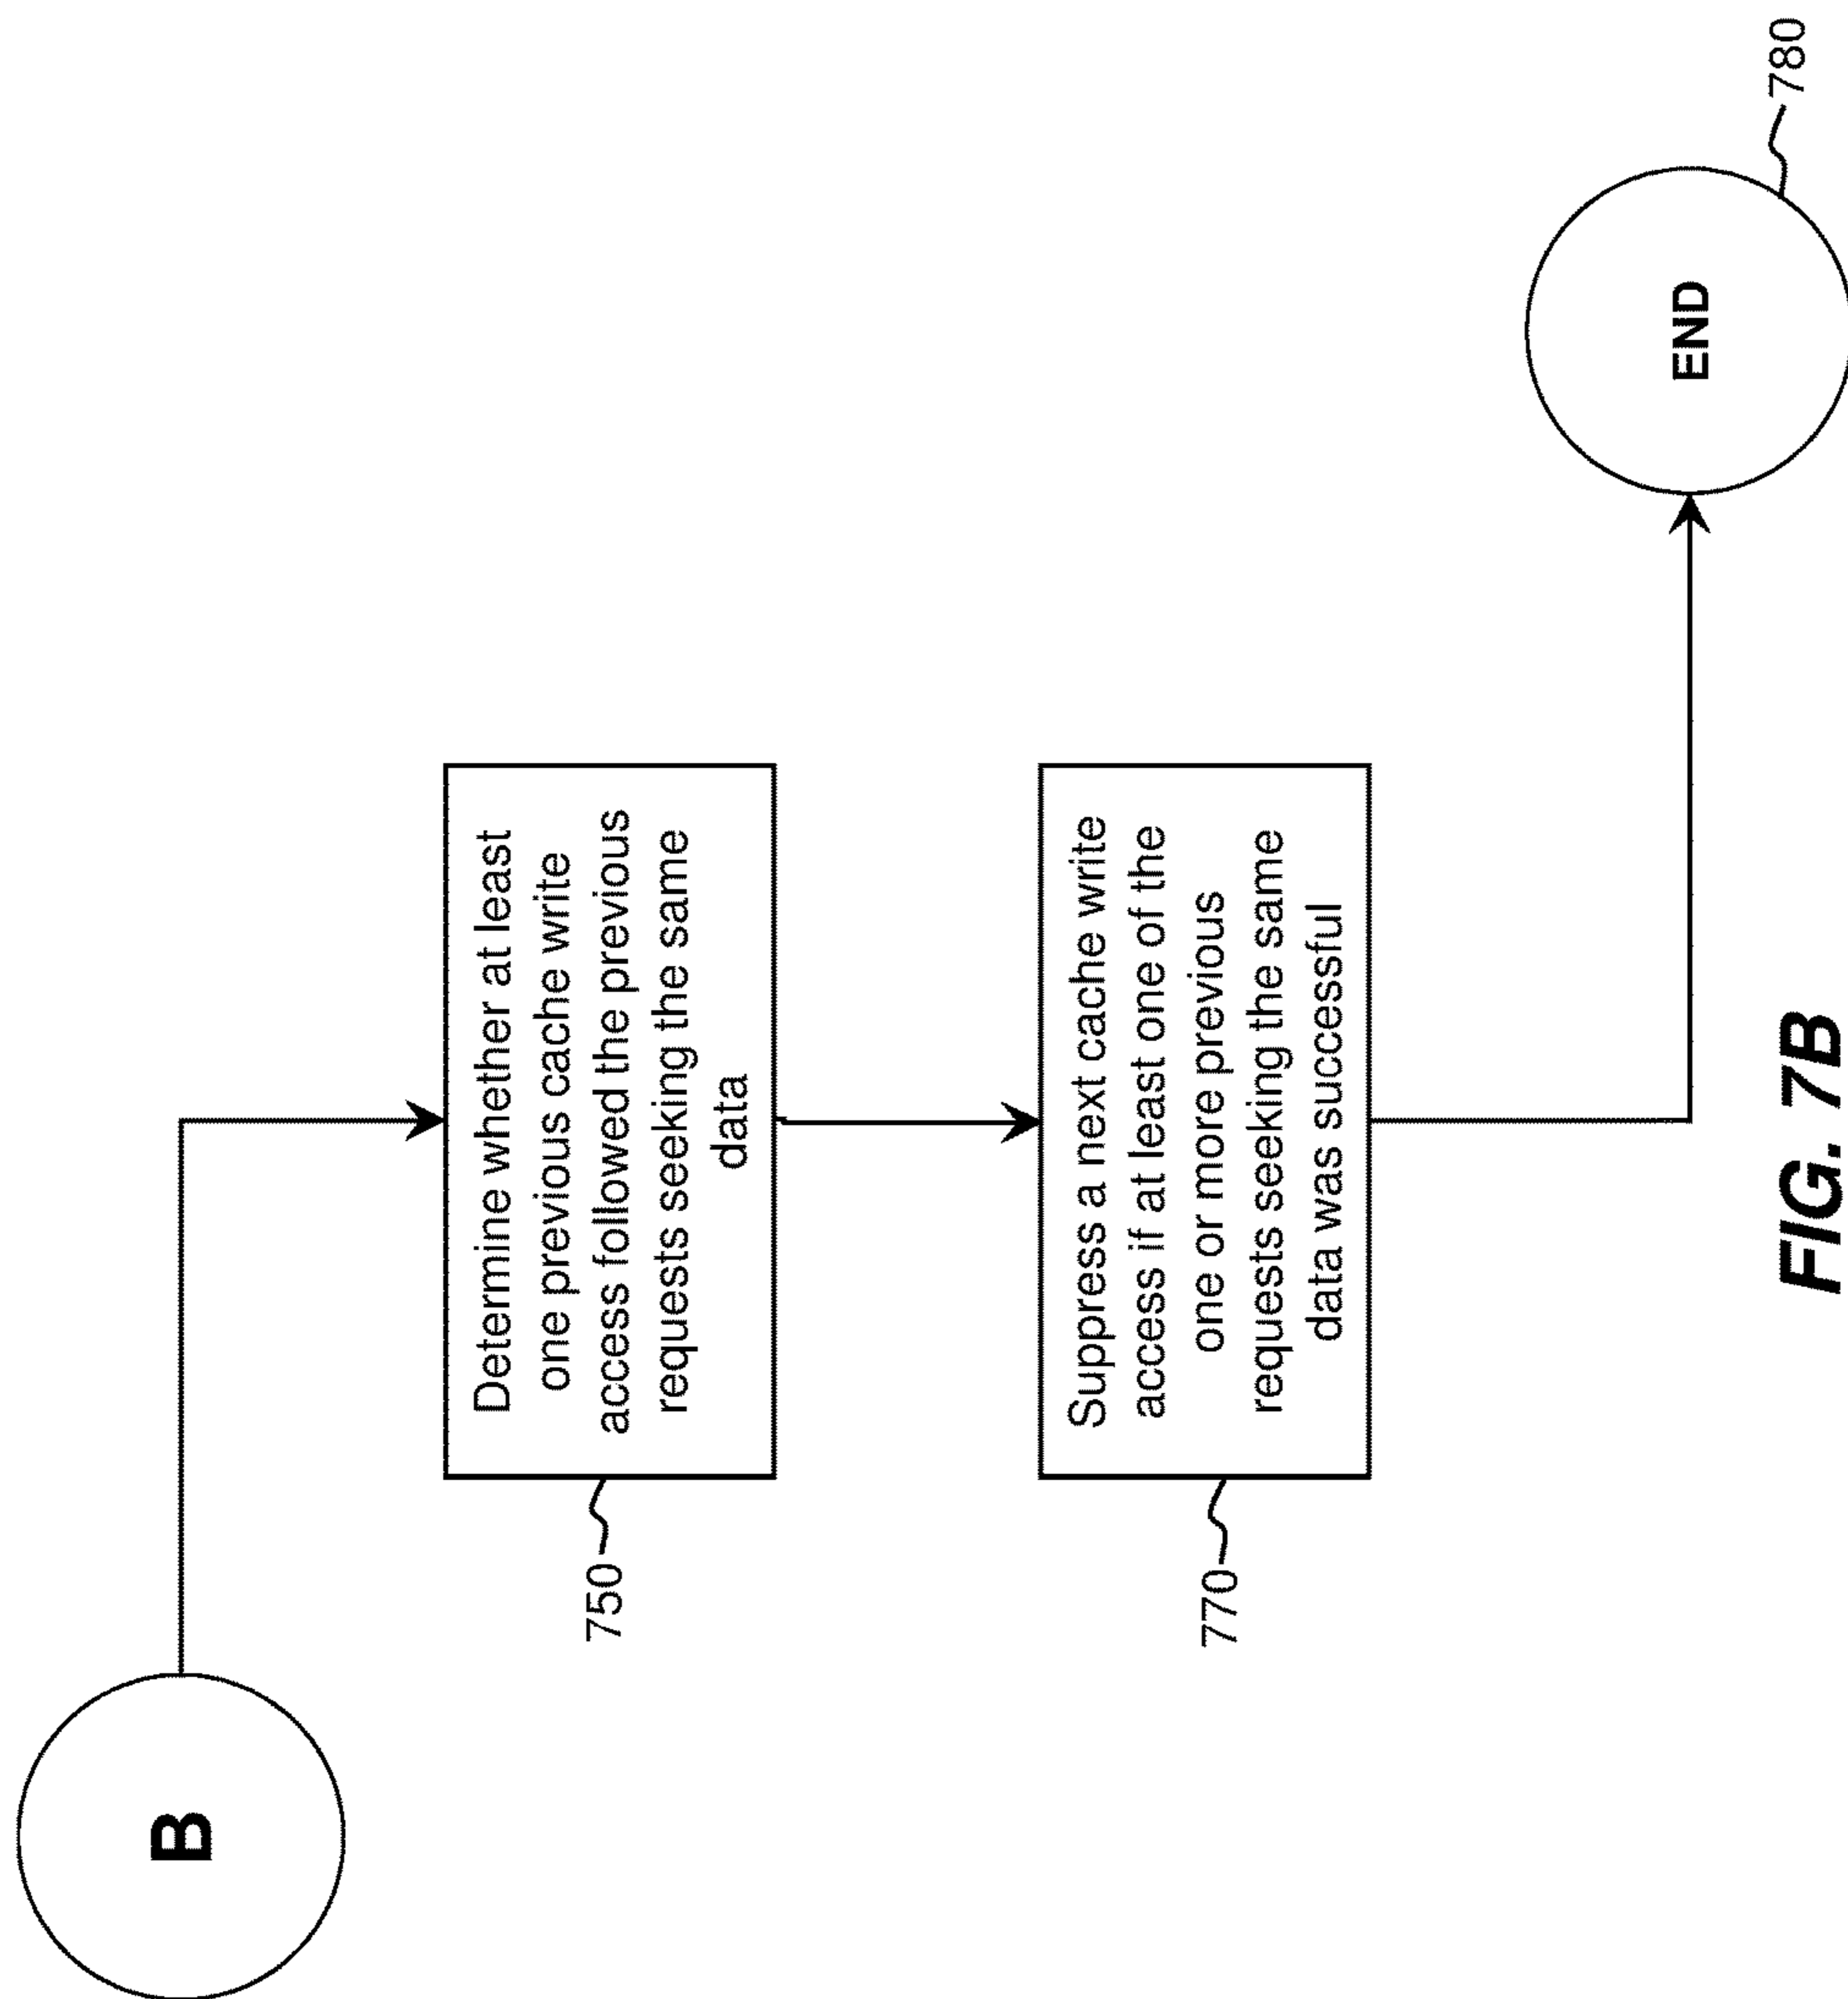 B
Determine whether at least
one previous cache write
access followed the previous
requests seeking the same
data
750
Suppress a next cache write
access if at least one of the
one or more previous
requests seeking the same
data was successful
770
END
780
FIG. 7B